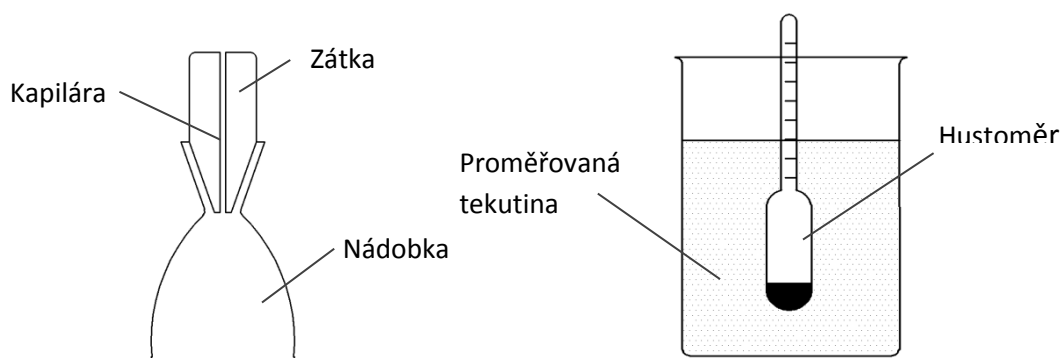 Zátka
Kapilára
Hustoměr
Proměřovaná
tekutina
Nádobka